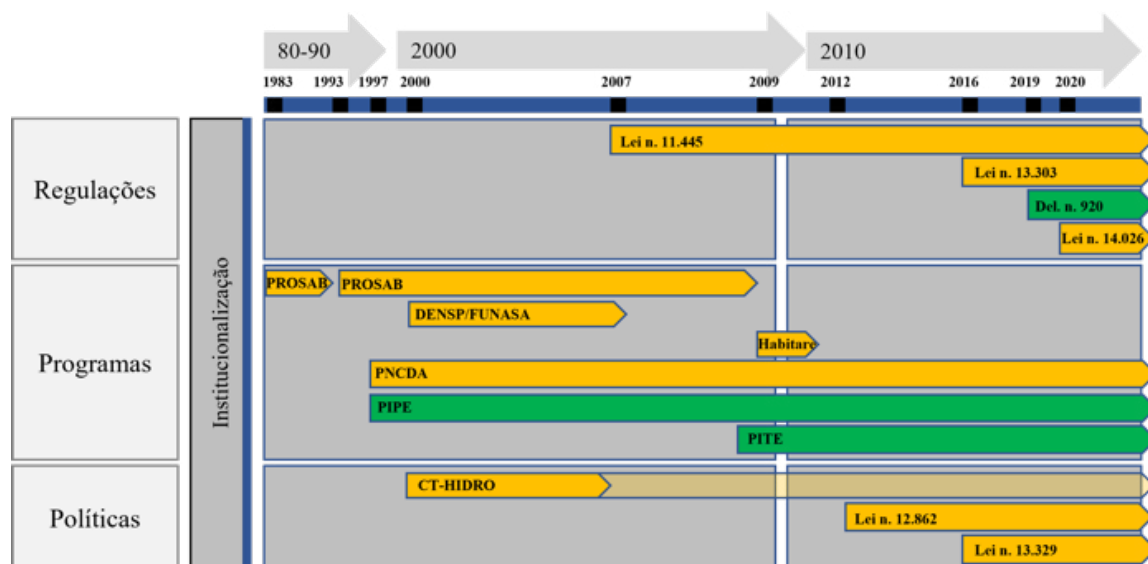 80-90
2000
2010
1983
1993
1997
2000
2007
2009
2012
2016
2019
2020
Regulações
Institucionalização
Lei n. 11.445
Lei n. 13.303
Del. n. 920
Lei n. 14.026
Programas
PROSAB
PROSAB
DENSP/FUNASA
Habitare
PNCDA
PIPE
PITE
Políticas
CT-HIDRO
Lei n. 12.862
Lei n. 13.329